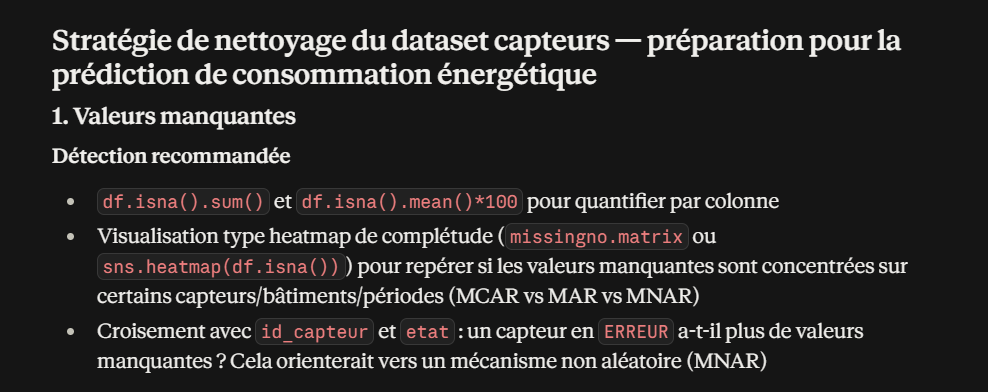 Stratégie de nettoyage du dataset capteurs — préparation pour la
prédiction de consommation énergétique
1. Valeurs manquantes
Détection recommandée
• df.isna().sum() et df.isna().mean()*100 pour quantifier par colonne
• Visualisation type heatmap de complétude (missingno.matrix ou
sns.heatmap(df.isna())) pour repérer si les valeurs manquantes sont concentrées sur
certains capteurs/bâtiments/périodes (MCAR vs MAR vs MNAR)
• Croisement avec id_capteur et etat : un capteur en ERREUR a-t-il plus de valeurs
manquantes ? Cela orienterait vers un mécanisme non aléatoire (MNAR)